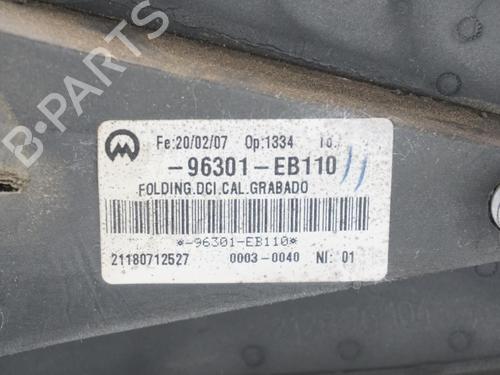 Fe:20/02/07 Op:1334
-96301-EB110
FOLDING.DCI.CAL.GRABADO
*-96301-EB110*
21180712527 0003-0040 NI: 01
B-PARTS